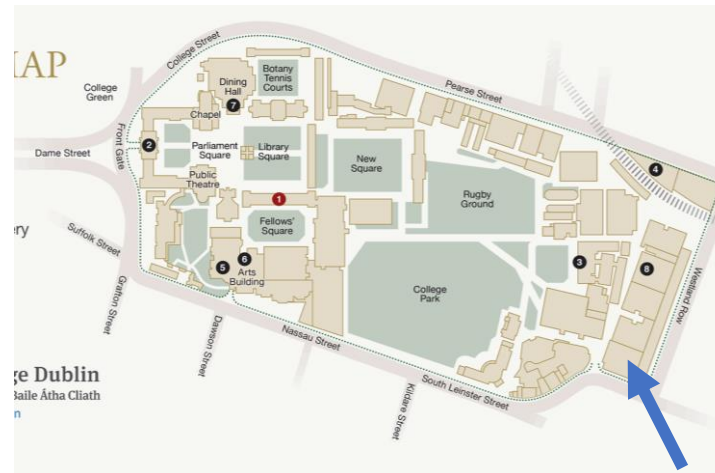 IAP
College Street
College
Green
Botany
Tennis
Courts
Dining
Hall
7
Chapel
Pearse Street
Front Gate
2
Dame Street
Parliament
Square
Library
Square
New
Square
4
Public
Theatre
Rugby
Ground
1
Fellows'
Square
Suffolk Street
ery
5
6
Arts
Building
3
8
College
Park
Westland Row
Grafton Street
Dawson Street
Nassau Street
South Leinster Street
Kildare Street
ge Dublin
Baile Átha Cliath
n